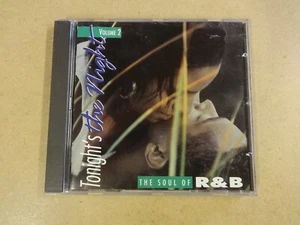 VOLUME 2
Tonight's the Night
THE SOUL OF R&B